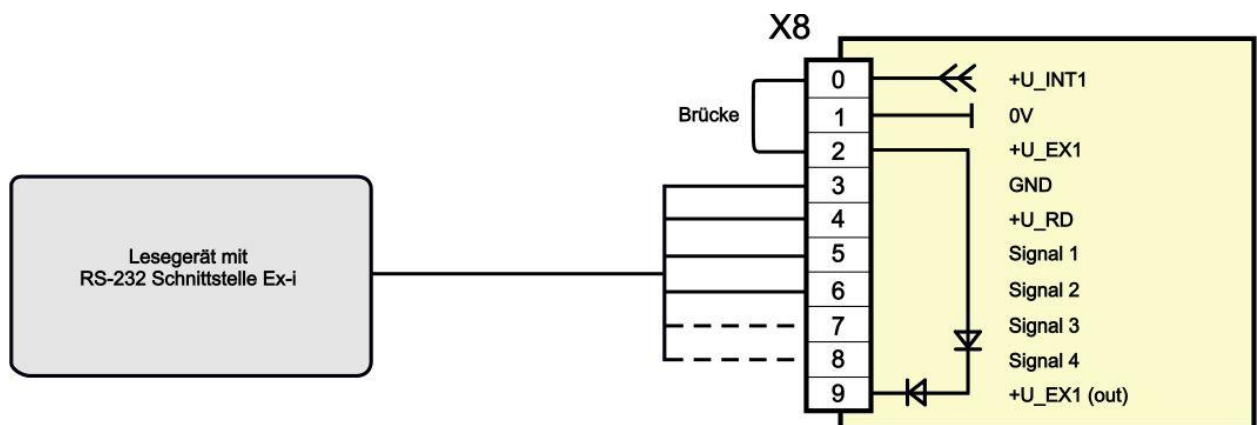 X8
0 +U_INT1
Brücke 1 0V
2 +U_EX1
3 GND
4 +U_RD
Lesegerät mit
RS-232 Schnittstelle Ex-i
5 Signal 1
6 Signal 2
7 Signal 3
8 Signal 4
9 +U_EX1 (out)